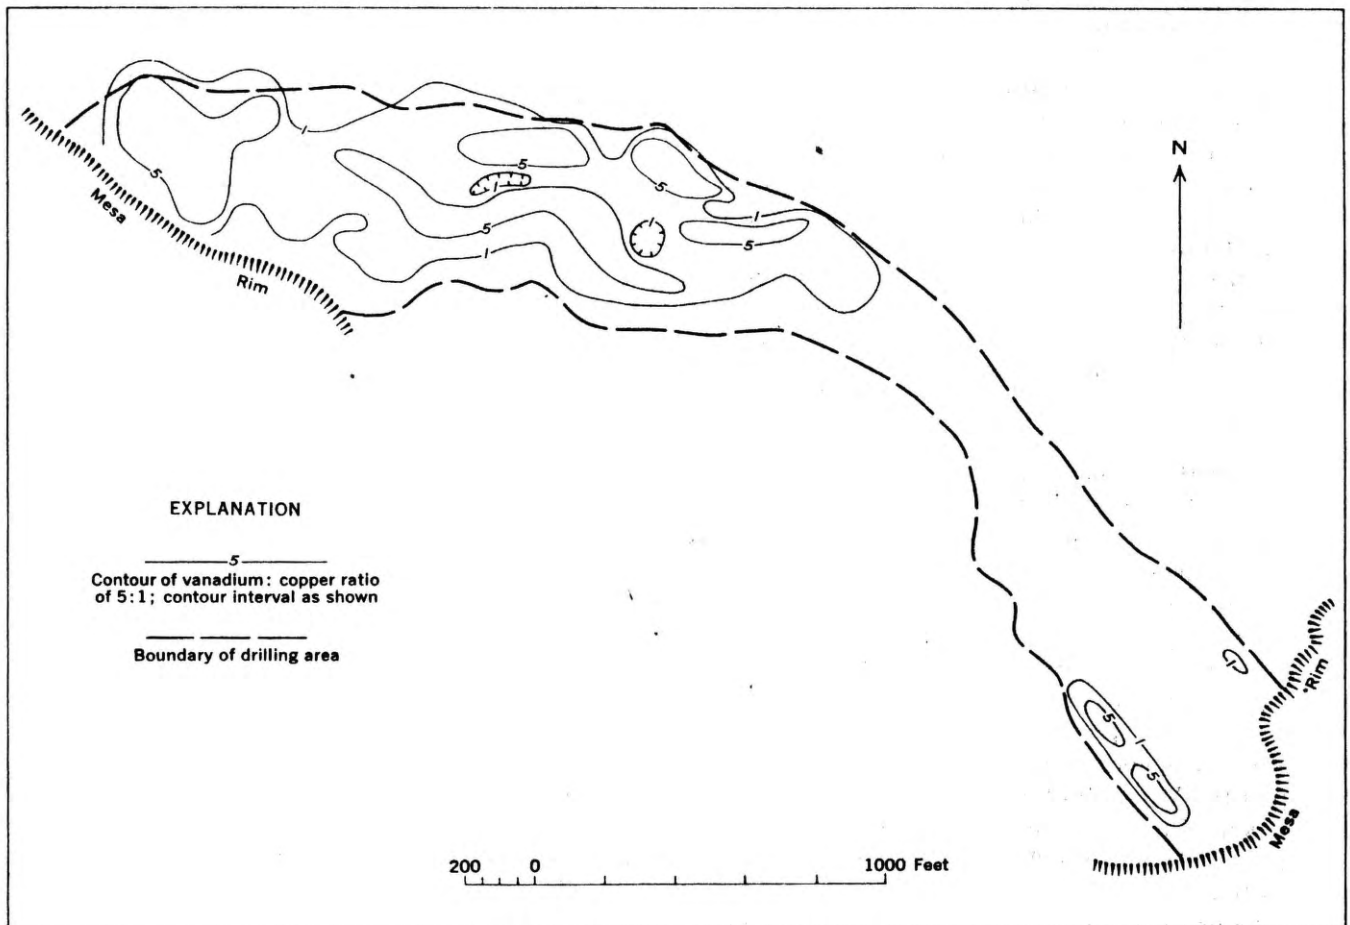 N
1
5
5
5
1
1
1
5
5
5
1
Mesa
Rim
EXPLANATION
5
Contour of vanadium: copper ratio
of 5:1; contour interval as shown
Boundary of drilling area
1
Rim
5
1
5
Mesa
200 0 1000 Feet